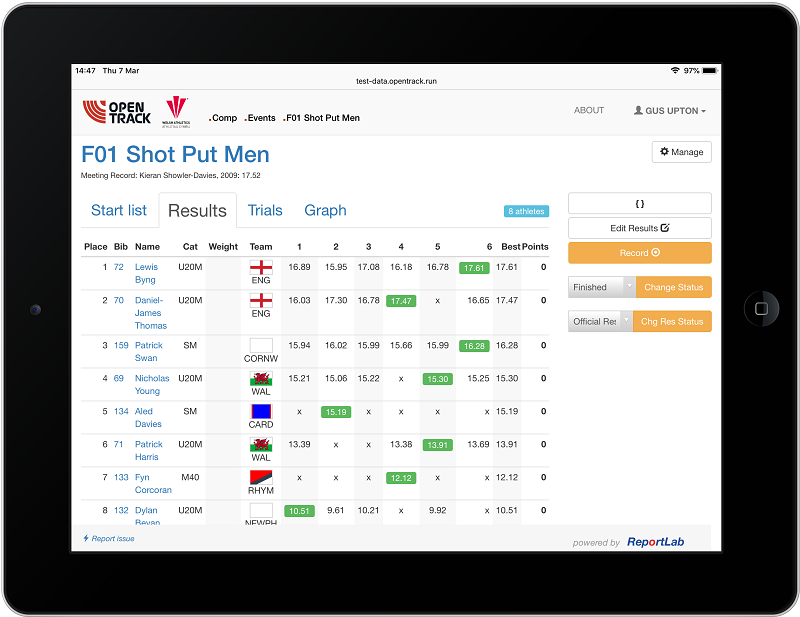 14:47 Thu 7 Mar 97%
test-data.opentrack.run
OPEN TRACK WELSH ATHLETICS ATHLETAU CYMRU .Comp .Events .F01 Shot Put Men ABOUT GUS UPTON
F01 Shot Put Men
Manage
Meeting Record: Kieran Showler-Davies, 2009: 17.52
Start list Results Trials Graph 8 athletes
{ }
Edit Results
Record
Finished Change Status
Official Res Chg Res Status
Place Bib Name Cat Weight Team 1 2 3 4 5 6 Best Points
1 72 Lewis Byng U20M ENG 16.89 15.95 17.08 16.18 16.78 17.61 17.61 0
2 70 Daniel-James Thomas U20M ENG 16.03 17.30 16.78 17.47 x 16.65 17.47 0
3 159 Patrick Swan SM CORNW 15.94 16.02 15.99 15.66 15.99 16.28 16.28 0
4 69 Nicholas Young U20M WAL 15.21 15.06 15.22 x 15.30 15.25 15.30 0
5 134 Aled Davies SM CARD x 15.19 x x x x 15.19 0
6 71 Patrick Harris U20M WAL 13.39 x x 13.38 13.91 13.69 13.91 0
7 133 Fyn Corcoran M40 RHYM x x x 12.12 x x 12.12 0
8 132 Dylan Bevan U20M NEWPH 10.51 9.61 10.21 x 9.92 x 10.51 0
Report issue
powered by ReportLab